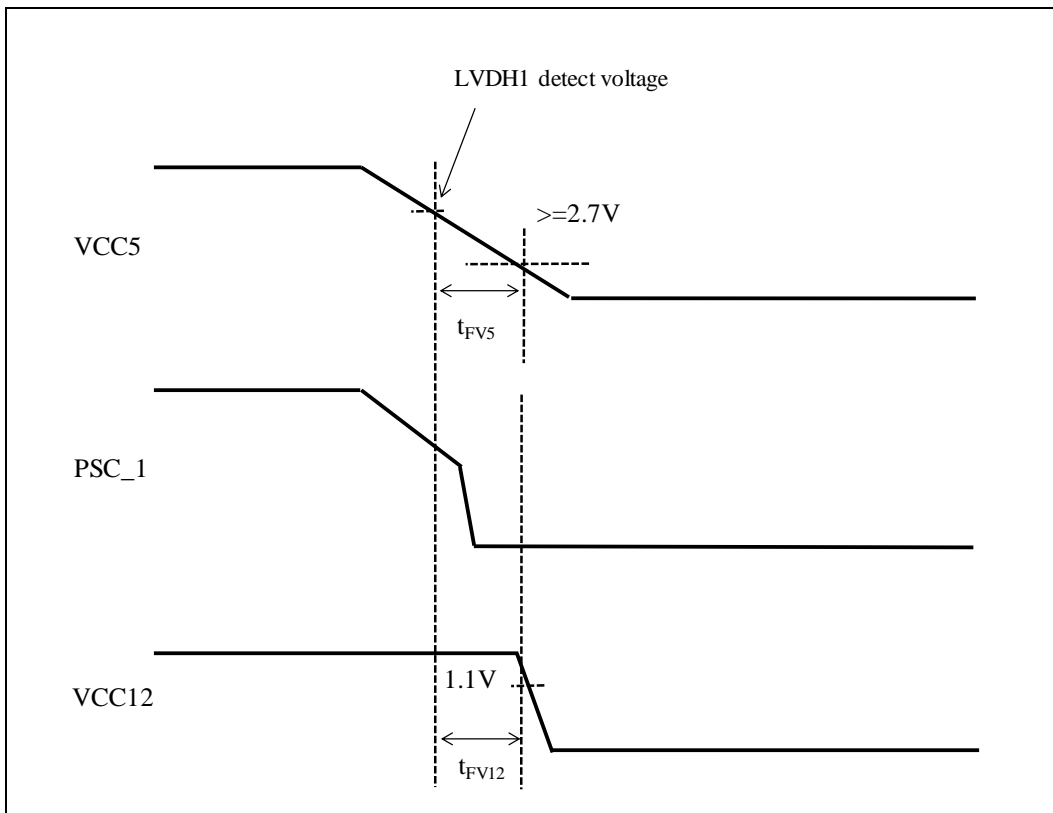 LVDH1 detect voltage
>=2.7V
VCC5
tFV5
PSC_1
1.1V
VCC12
tFV12